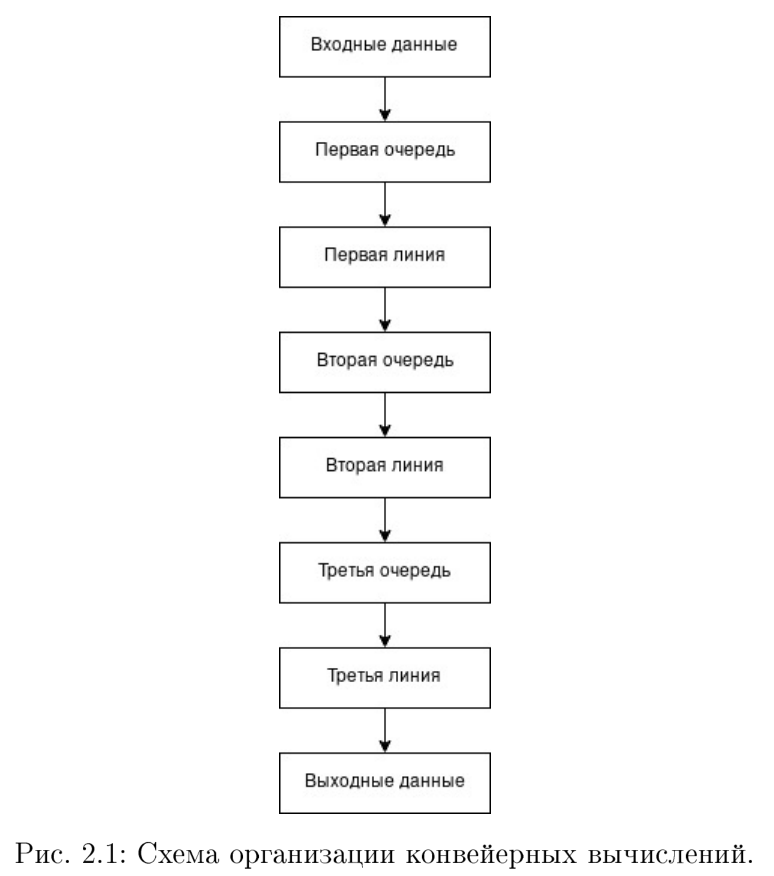 Входные данные
Первая очередь
Первая линия
Вторая очередь
Вторая линия
Третья очередь
Третья линия
Выходные данные
Рис. 2.1: Схема организации конвейерных вычислений.